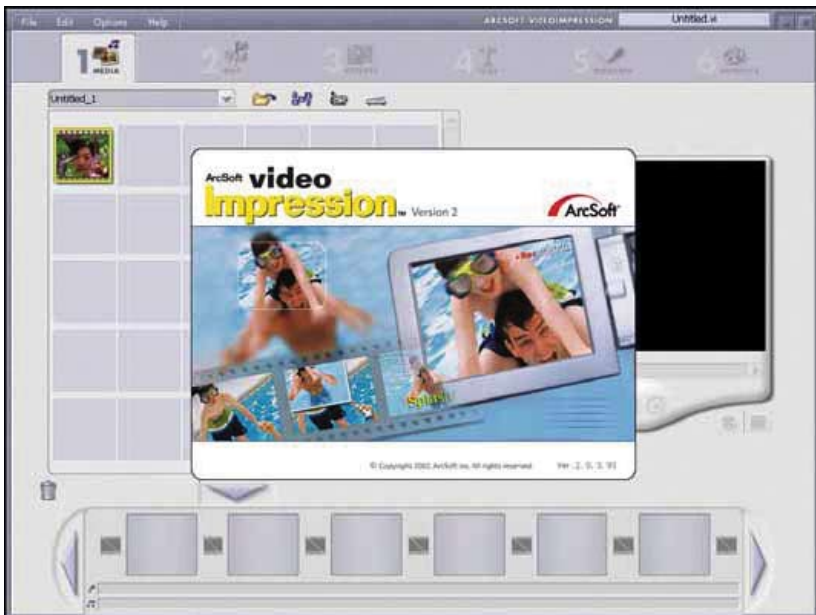 File Edit Options Help
ARCSOFT VIDEOIMPRESSION
Untitled.vi
1 MEDIA
2
3
4
5
6
Untitled_1
ArcSoft video
Impression™ Version 2
ArcSoft
Splash
© Copyright 2002, ArcSoft Inc. All rights reserved